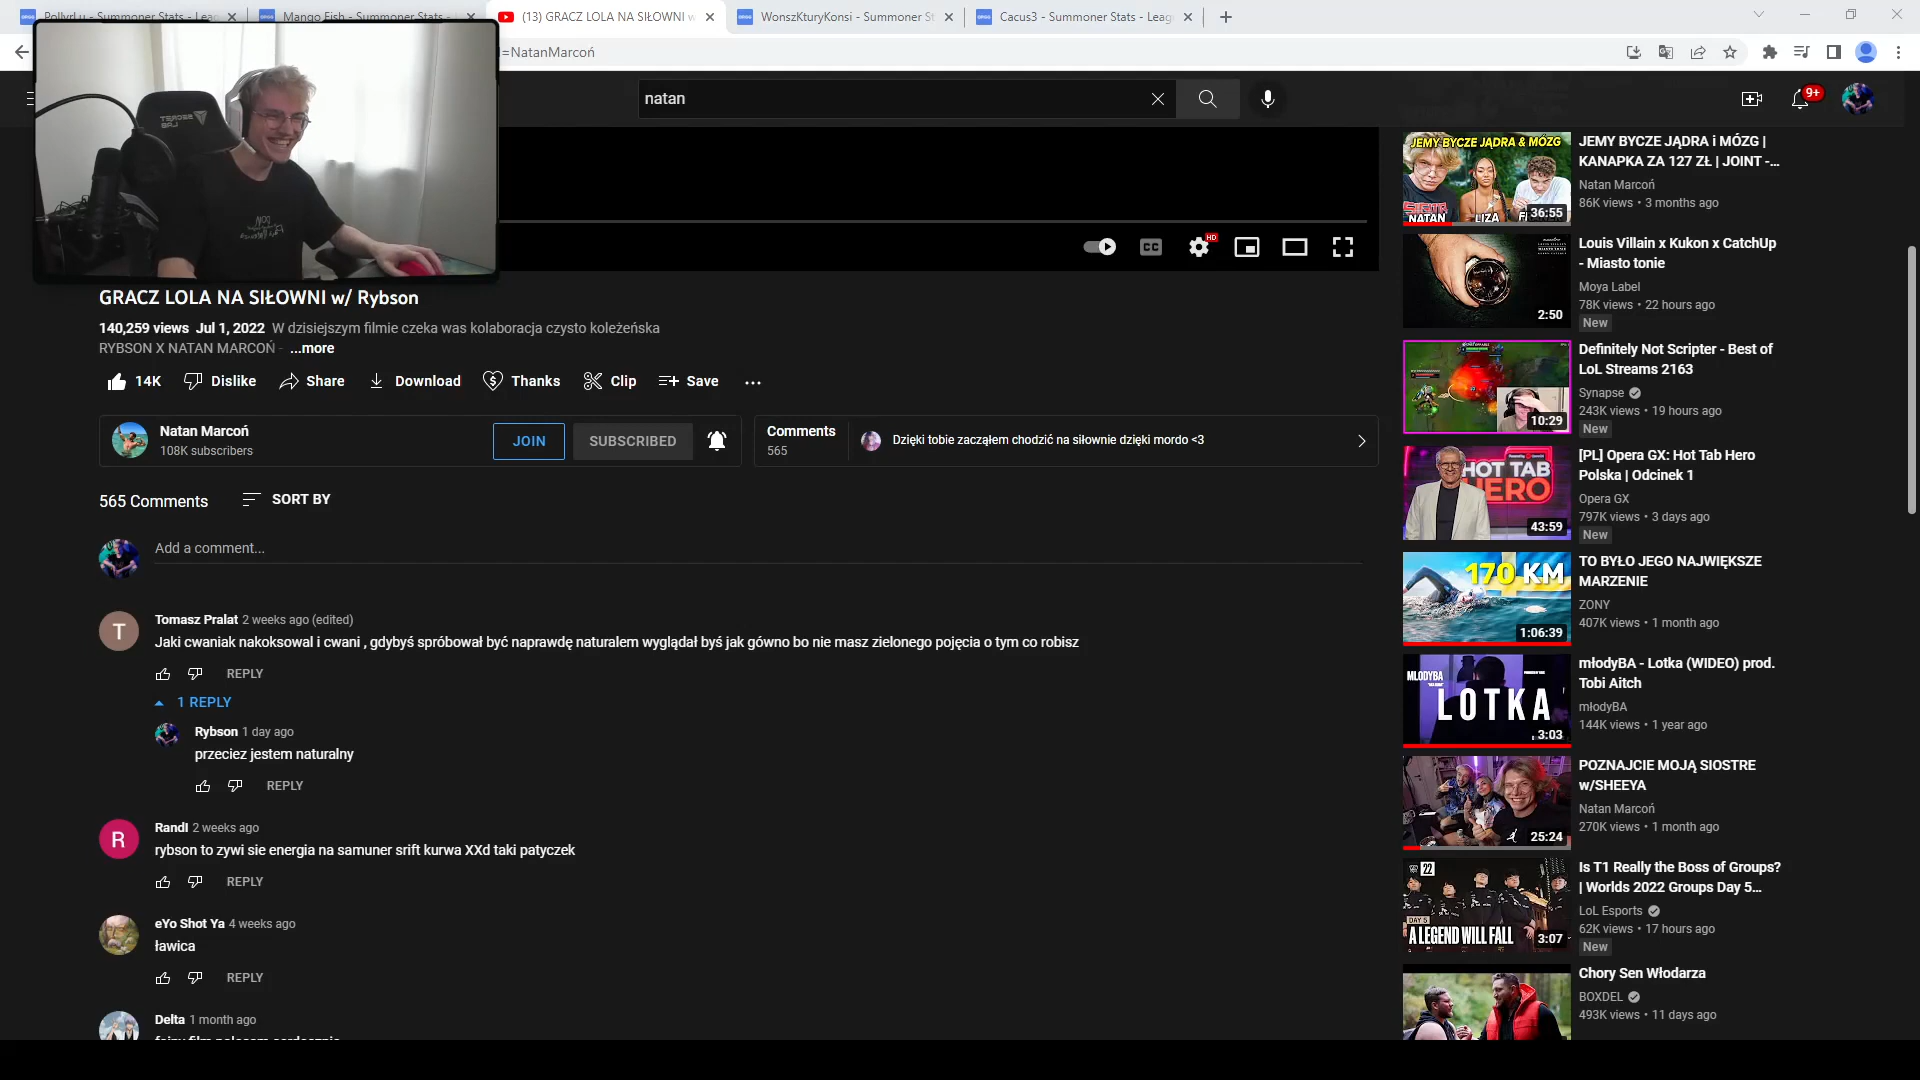 PollyrLu - Summoner Stats - Leag
Mango Fish - Summoner Stats -
(13) GRACZ LOLA NA SIŁOWNI w
WonszKturyKonsi - Summoner St
Cacus3 - Summoner Stats - Leag
=NatanMarcoń
natan
9+
SECRET
LAB
GRACZ LOLA NA SIŁOWNI w/ Rybson
140,259 views Jul 1, 2022 W dzisiejszym filmie czeka was kolaboracja czysto koleżeńska
RYBSON X NATAN MARCOŃ - ...more
14K Dislike Share Download Thanks Clip Save
Natan Marcoń
108K subscribers
JOIN
SUBSCRIBED
Comments
565
Dzięki tobie zacząłem chodzić na siłownie dzięki mordo <3
565 Comments
SORT BY
Add a comment...
T
Tomasz Pralat 2 weeks ago (edited)
Jaki cwaniak nakoksowal i cwani , gdybyś spróbował być naprawdę naturalem wyglądał byś jak gówno bo nie masz zielonego pojęcia o tym co robisz
REPLY
1 REPLY
Rybson 1 day ago
przeciez jestem naturalny
REPLY
R
Randl 2 weeks ago
rybson to zywi sie energia na samuner srift kurwa XXd taki patyczek
REPLY
eYo Shot Ya 4 weeks ago
ławica
REPLY
Delta 1 month ago
CC
HD
JEMY BYCZE JĄDRA & MÓZG
NATAN
LIZA
36:55
JEMY BYCZE JĄDRA i MÓZG |
KANAPKA ZA 127 ZŁ | JOINT -...
Natan Marcoń
86K views • 3 months ago
2:50
Louis Villain x Kukon x CatchUp
- Miasto tonie
Moya Label
78K views • 22 hours ago
New
10:29
Definitely Not Scripter - Best of
LoL Streams 2163
Synapse
243K views • 19 hours ago
New
HOT TAB
HERO
43:59
[PL] Opera GX: Hot Tab Hero
Polska | Odcinek 1
Opera GX
797K views • 3 days ago
New
170 KM
1:06:39
TO BYŁO JEGO NAJWIĘKSZE
MARZENIE
ZONY
407K views • 1 month ago
MŁODYBA
LOTKA
3:03
młodyBA - Lotka (WIDEO) prod.
Tobi Aitch
młodyBA
144K views • 1 year ago
25:24
POZNAJCIE MOJĄ SIOSTRE
w/SHEEYA
Natan Marcoń
270K views • 1 month ago
22
DAY 5
A LEGEND WILL FALL
3:07
Is T1 Really the Boss of Groups?
| Worlds 2022 Groups Day 5...
LoL Esports
62K views • 17 hours ago
New
Chory Sen Włodarza
BOXDEL
493K views • 11 days ago